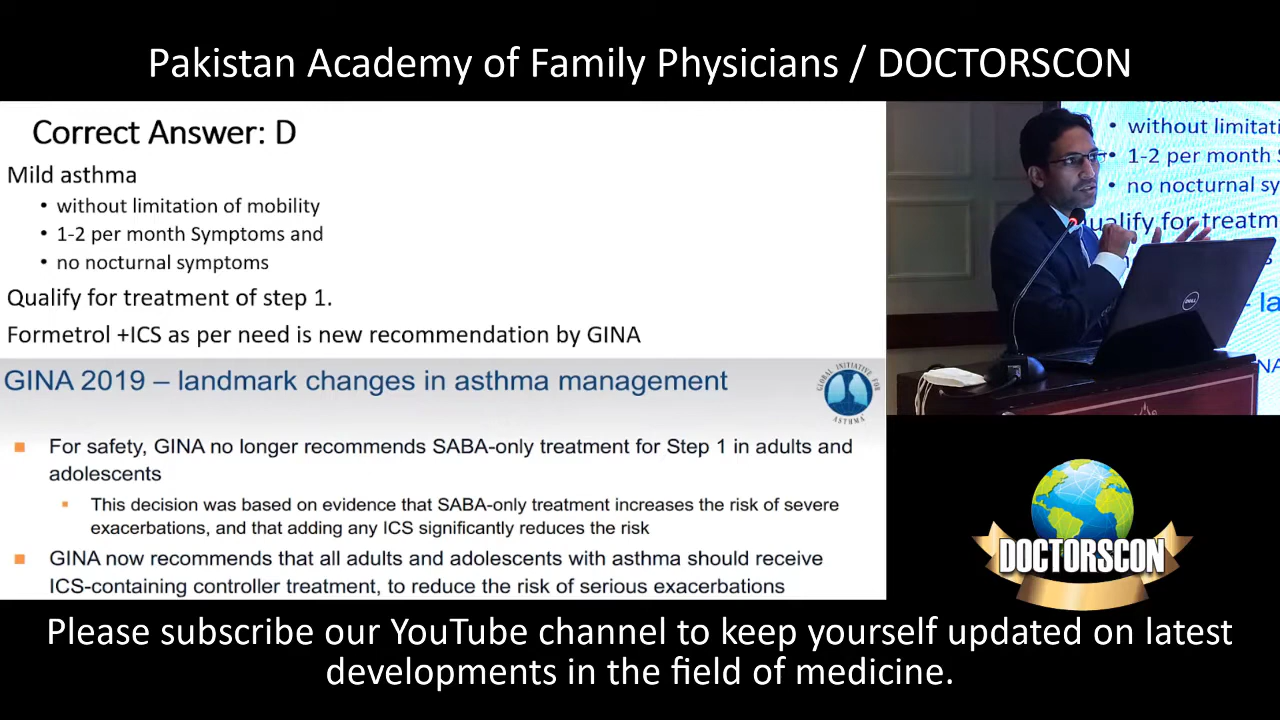 Pakistan Academy of Family Physicians / DOCTORSCON
Correct Answer: D
Mild asthma
• without limitation of mobility
• 1-2 per month Symptoms and
• no nocturnal symptoms
Qualify for treatment of step 1.
Formetrol +ICS as per need is new recommendation by GINA
GINA 2019 – landmark changes in asthma management
GLOBAL INITIATIVE FOR
ASTHMA
■ For safety, GINA no longer recommends SABA-only treatment for Step 1 in adults and
adolescents
▪ This decision was based on evidence that SABA-only treatment increases the risk of severe
exacerbations, and that adding any ICS significantly reduces the risk
■ GINA now recommends that all adults and adolescents with asthma should receive
ICS-containing controller treatment, to reduce the risk of serious exacerbations
• without limitati
• 1-2 per month
• no nocturnal sy
ualify for treatm
la
NA
DELL
DOCTORSCON
Please subscribe our YouTube channel to keep yourself updated on latest
developments in the field of medicine.